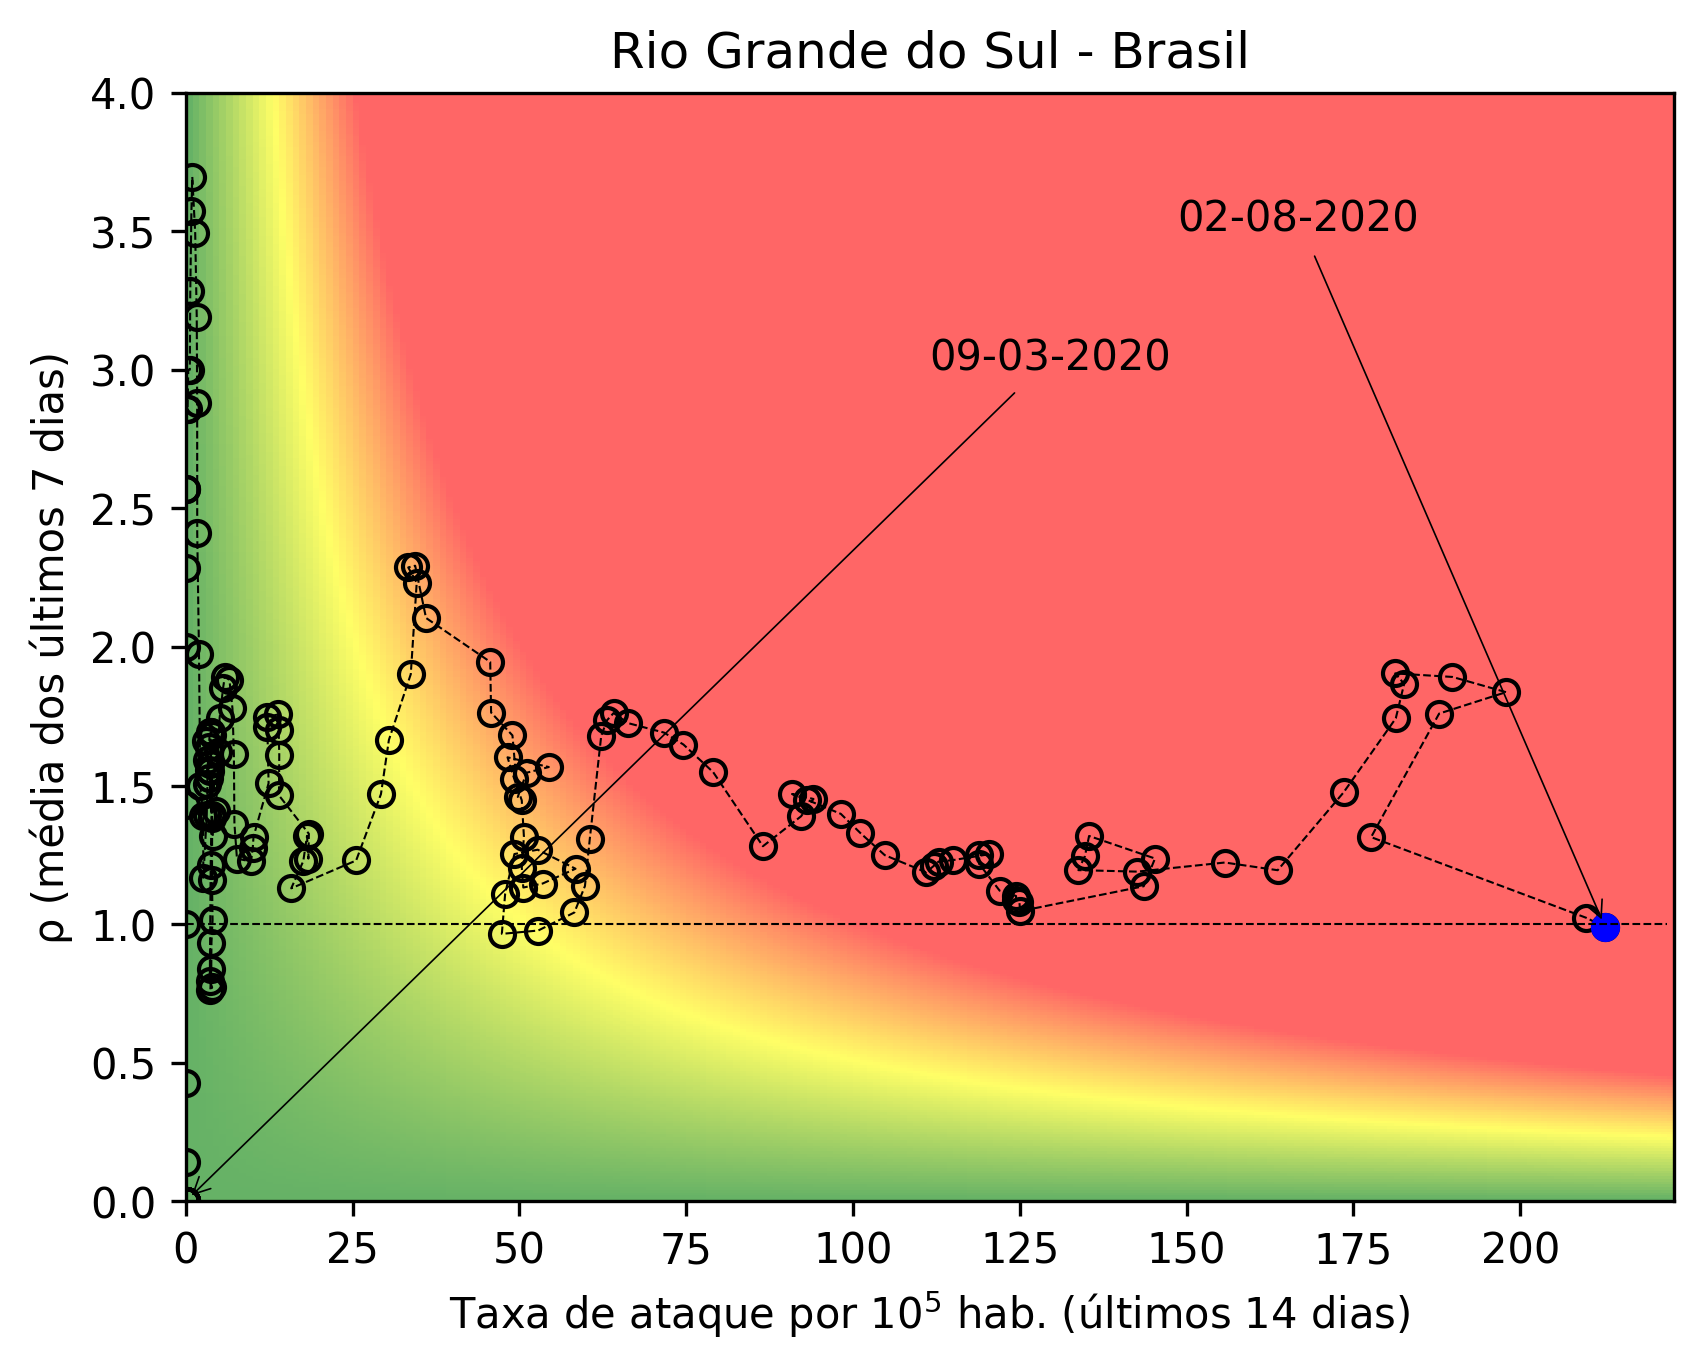 Rio Grande do Sul - Brasil
4.0
3.5
3.0
2.5
2.0
1.5
1.0
0.5
0.0
ρ (média dos últimos 7 dias)
02-08-2020
09-03-2020
0 25 50 75 100 125 150 175 200
Taxa de ataque por 10⁵ hab. (últimos 14 dias)